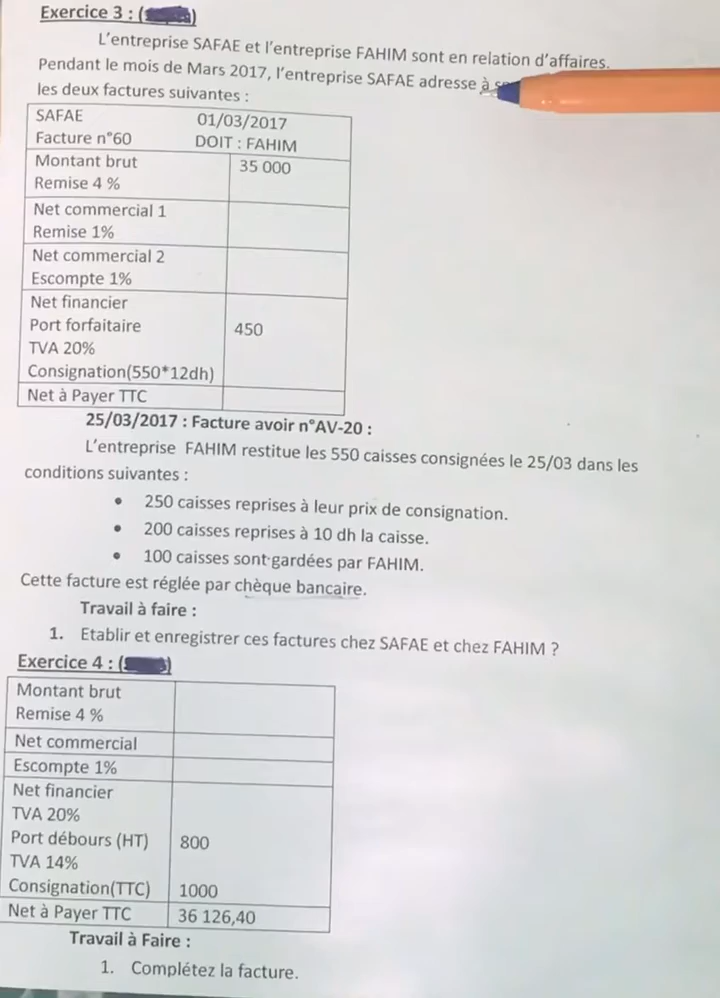 Exercice 3 : (
L'entreprise SAFAE et l'entreprise FAHIM sont en relation d'affaires.
Pendant le mois de Mars 2017, l'entreprise SAFAE adresse à
les deux factures suivantes :
SAFAE 01/03/2017
Facture n°60 DOIT : FAHIM
Montant brut 35 000
Remise 4 %
Net commercial 1
Remise 1%
Net commercial 2
Escompte 1%
Net financier
Port forfaitaire 450
TVA 20%
Consignation(550*12dh)
Net à Payer TTC
25/03/2017 : Facture avoir n°AV-20 :
L'entreprise FAHIM restitue les 550 caisses consignées le 25/03 dans les
conditions suivantes :
• 250 caisses reprises à leur prix de consignation.
• 200 caisses reprises à 10 dh la caisse.
• 100 caisses sont gardées par FAHIM.
Cette facture est réglée par chèque bancaire.
Travail à faire :
1. Etablir et enregistrer ces factures chez SAFAE et chez FAHIM ?
Exercice 4 : (
Montant brut
Remise 4 %
Net commercial
Escompte 1%
Net financier
TVA 20%
Port débours (HT) 800
TVA 14%
Consignation(TTC) 1000
Net à Payer TTC 36 126,40
Travail à Faire :
1. Complétez la facture.